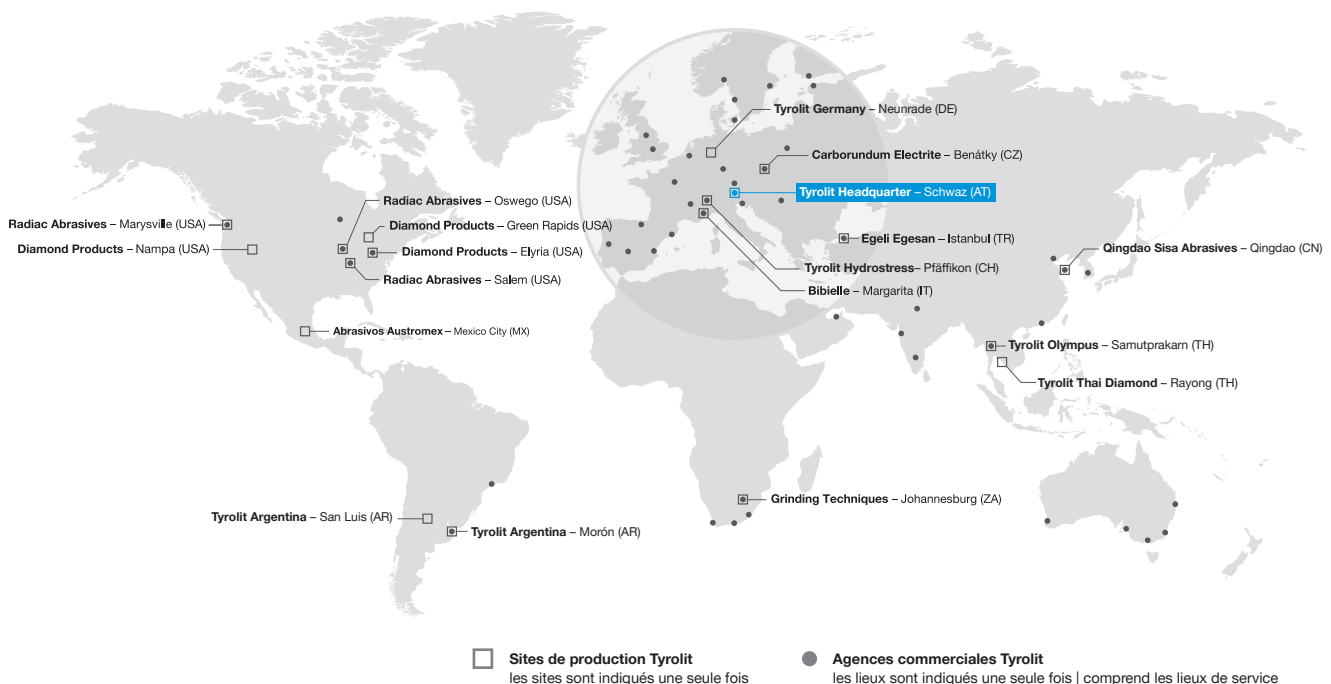 Tyrolit Germany – Neunrade (DE)
Carborundum Electrite – Benátky (CZ)
Tyrolit Headquarter – Schwaz (AT)
Radiac Abrasives – Oswego (USA)
Radiac Abrasives – Marysville (USA)
Diamond Products – Green Rapids (USA)
Diamond Products – Nampa (USA)
Diamond Products – Elyria (USA)
Egeli Egesan – Istanbul (TR)
Qingdao Sisa Abrasives – Qingdao (CN)
Tyrolit Hydrostress– Pfäffikon (CH)
Radiac Abrasives – Salem (USA)
Bibielle – Margarita (IT)
Abrasivos Austromex – Mexico City (MX)
Tyrolit Olympus – Samutprakarn (TH)
Tyrolit Thai Diamond – Rayong (TH)
Grinding Techniques – Johannesburg (ZA)
Tyrolit Argentina – San Luis (AR)
Tyrolit Argentina – Morón (AR)
Sites de production Tyrolit
les sites sont indiqués une seule fois
Agences commerciales Tyrolit
les lieux sont indiqués une seule fois | comprend les lieux de service